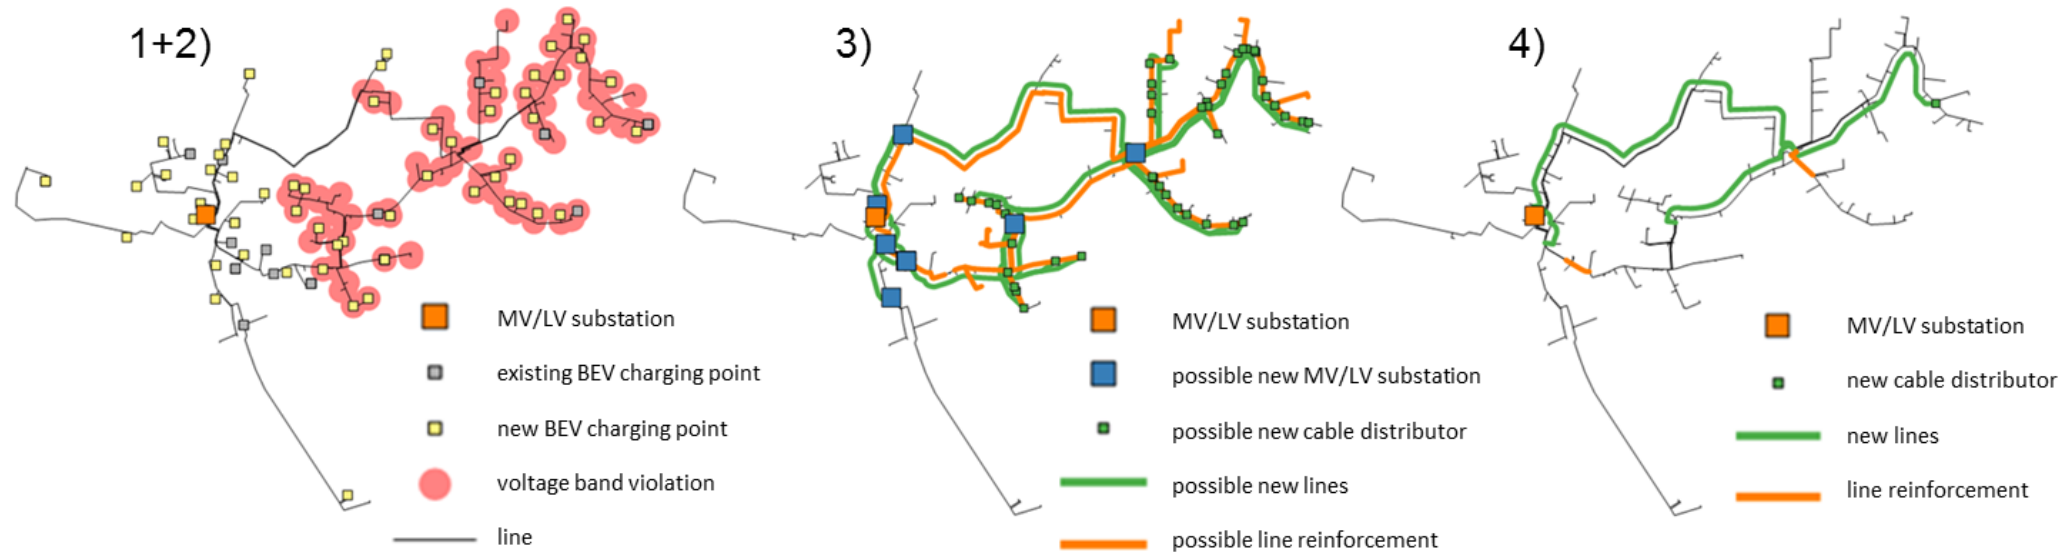 1+2)
MV/LV substation
existing BEV charging point
new BEV charging point
voltage band violation
line
3)
MV/LV substation
possible new MV/LV substation
possible new cable distributor
possible new lines
possible line reinforcement
4)
MV/LV substation
new cable distributor
new lines
line reinforcement